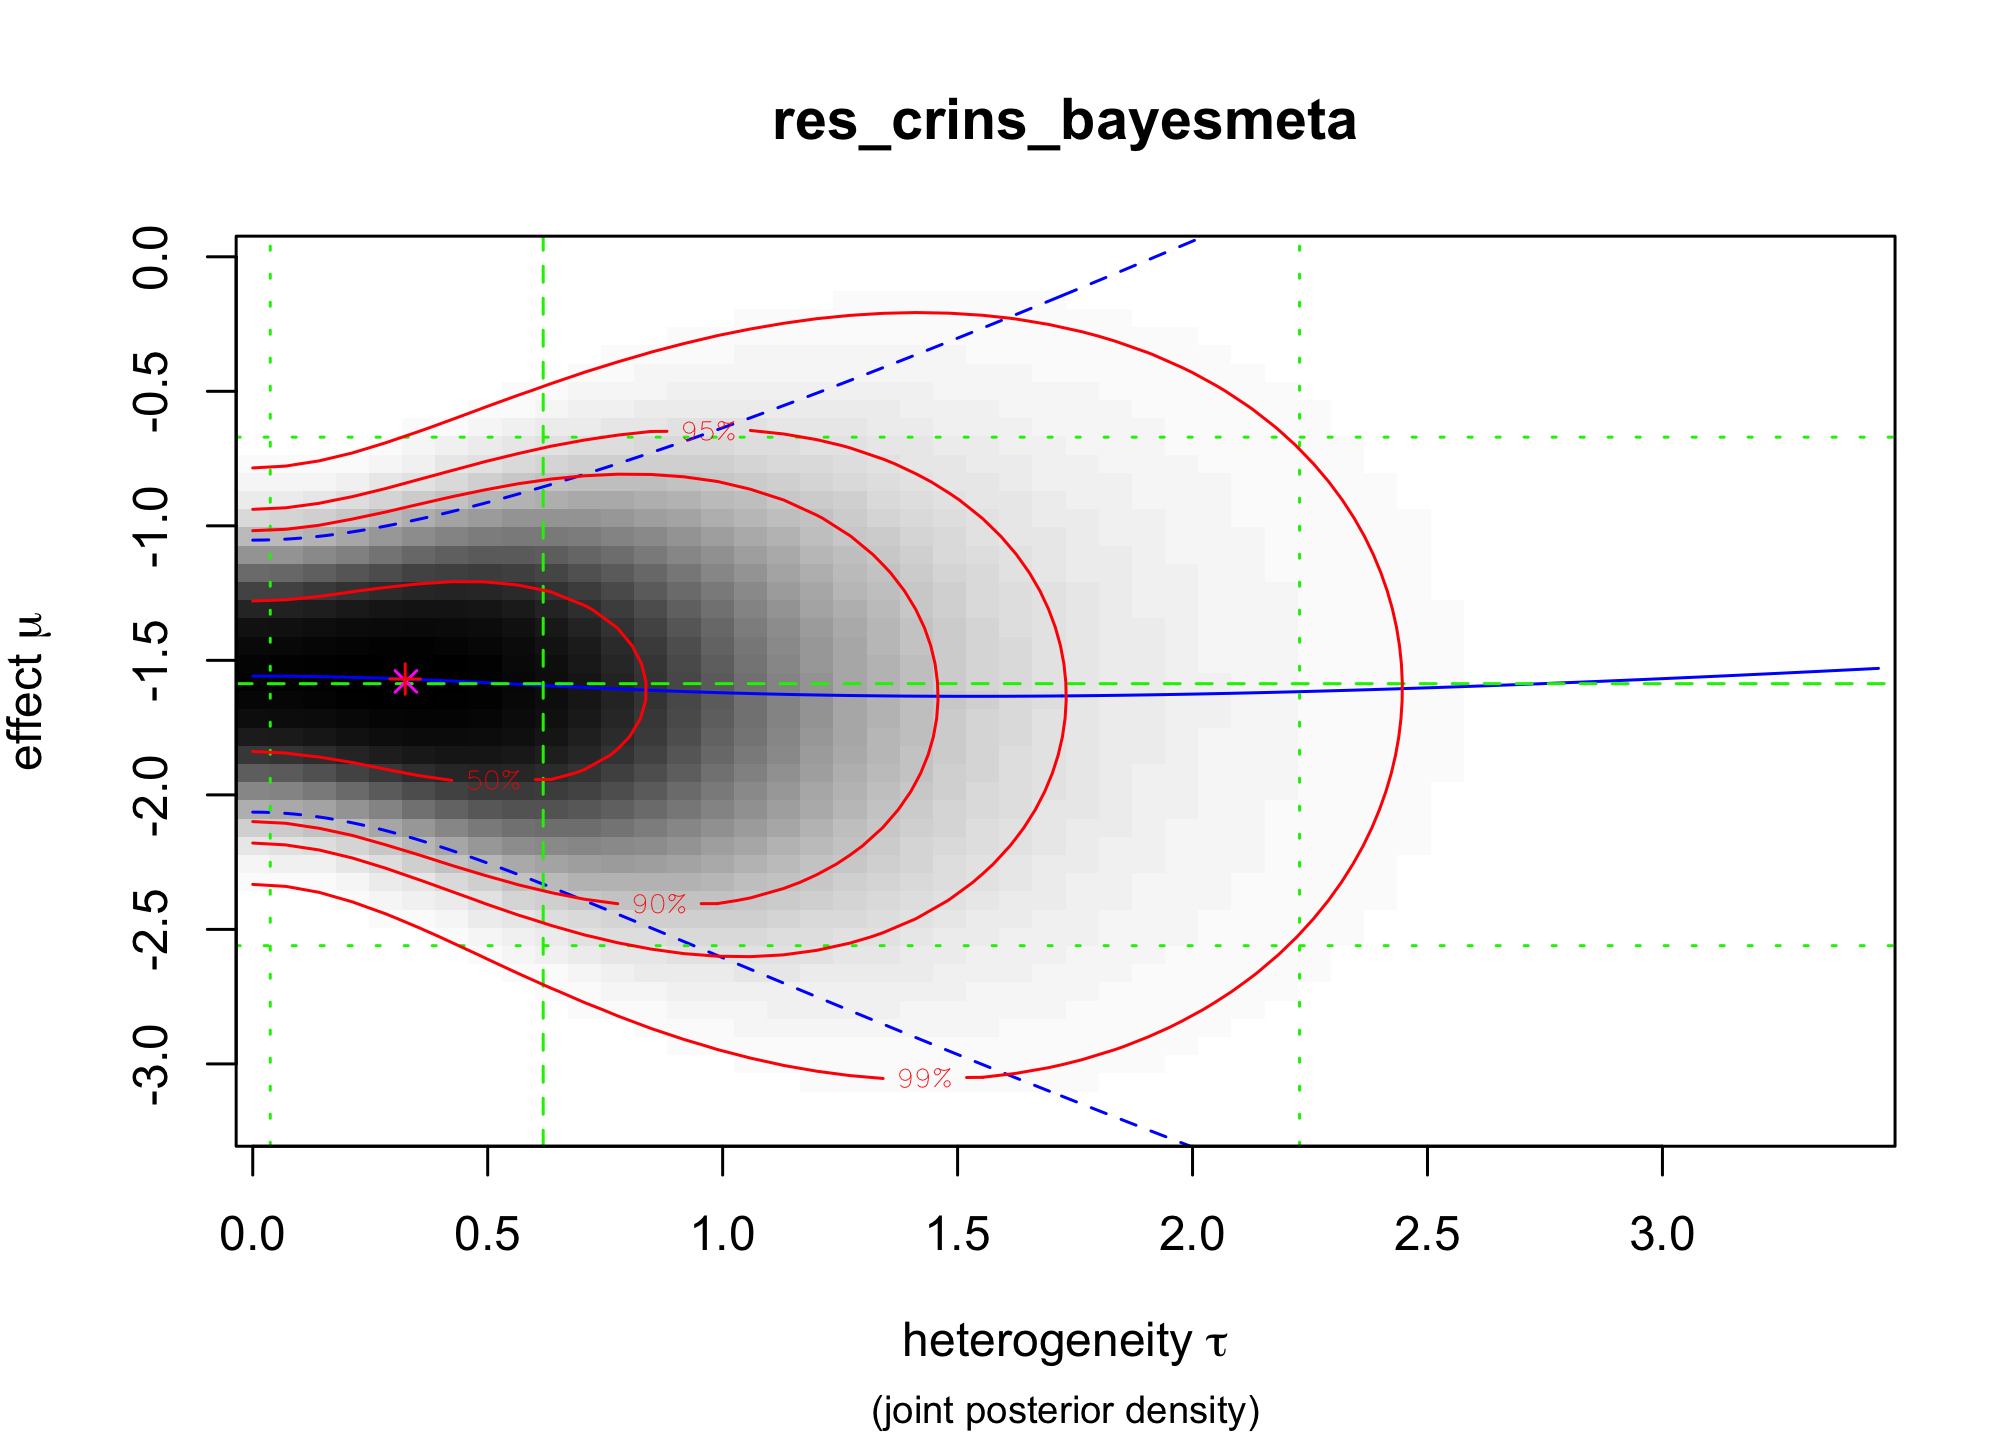 res_crins_bayesmeta
effect μ
0.0
-0.5
-1.0
-1.5
-2.0
-2.5
-3.0
95%
50%
90%
99%
0.0 0.5 1.0 1.5 2.0 2.5 3.0
heterogeneity τ
(joint posterior density)